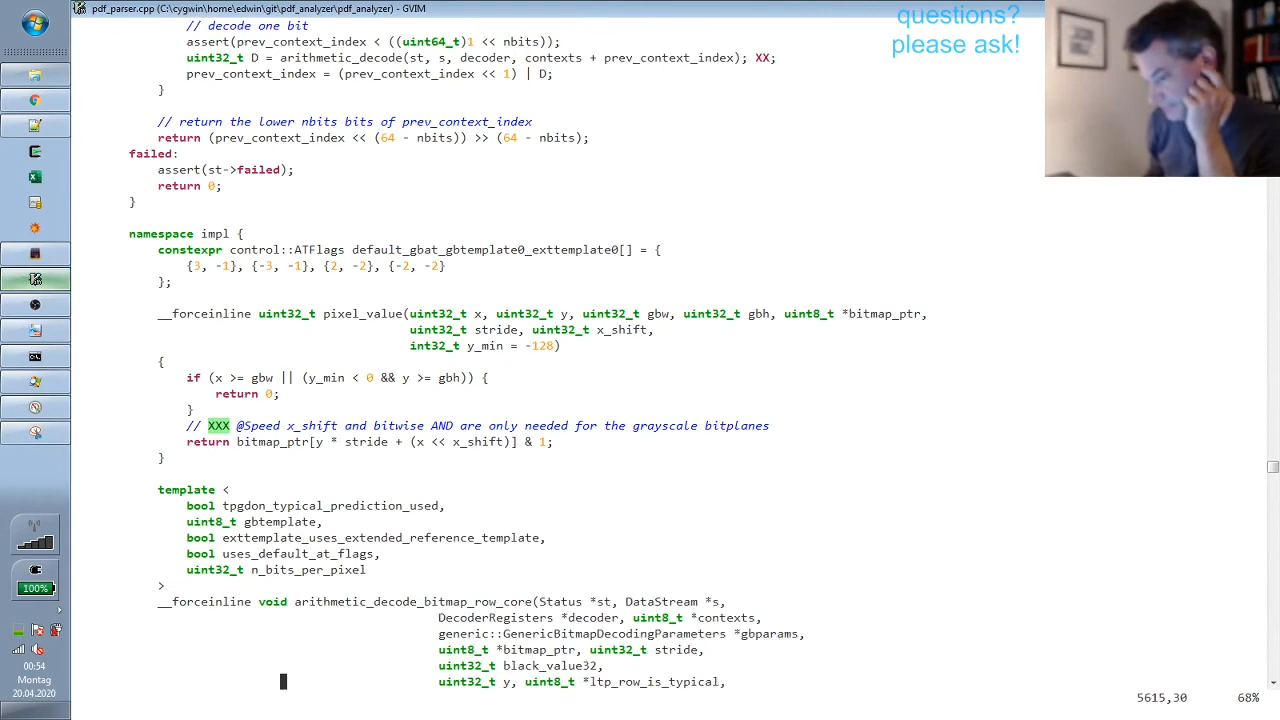 pdf_parser.cpp (C:\cygwin\home\edwin\git\pdf_analyzer\pdf_analyzer) - GVIM
questions?
please ask!
// decode one bit
assert(prev_context_index < ((uint64_t)1 << nbits));
uint32_t D = arithmetic_decode(st, s, decoder, contexts + prev_context_index); XX;
prev_context_index = (prev_context_index << 1) | D;
}
// return the lower nbits bits of prev_context_index
return (prev_context_index << (64 - nbits)) >> (64 - nbits);
failed:
assert(st->failed);
return 0;
}
namespace impl {
constexpr control::ATFlags default_gbat_gbtemplate0_exttemplate0[] = {
{3, -1}, {-3, -1}, {2, -2}, {-2, -2}
};
__forceinline uint32_t pixel_value(uint32_t x, uint32_t y, uint32_t gbw, uint32_t gbh, uint8_t *bitmap_ptr,
uint32_t stride, uint32_t x_shift,
int32_t y_min = -128)
{
if (x >= gbw || (y_min < 0 && y >= gbh)) {
return 0;
}
// XXX @Speed x_shift and bitwise AND are only needed for the grayscale bitplanes
return bitmap_ptr[y * stride + (x << x_shift)] & 1;
}
template <
bool tpgdon_typical_prediction_used,
uint8_t gbtemplate,
bool exttemplate_uses_extended_reference_template,
bool uses_default_at_flags,
uint32_t n_bits_per_pixel
>
__forceinline void arithmetic_decode_bitmap_row_core(Status *st, DataStream *s,
DecoderRegisters *decoder, uint8_t *contexts,
generic::GenericBitmapDecodingParameters *gbparams,
uint8_t *bitmap_ptr, uint32_t stride,
uint32_t black_value32,
uint32_t y, uint8_t *ltp_row_is_typical,
5615,30 68%
100%
00:54
Montag
20.04.2020